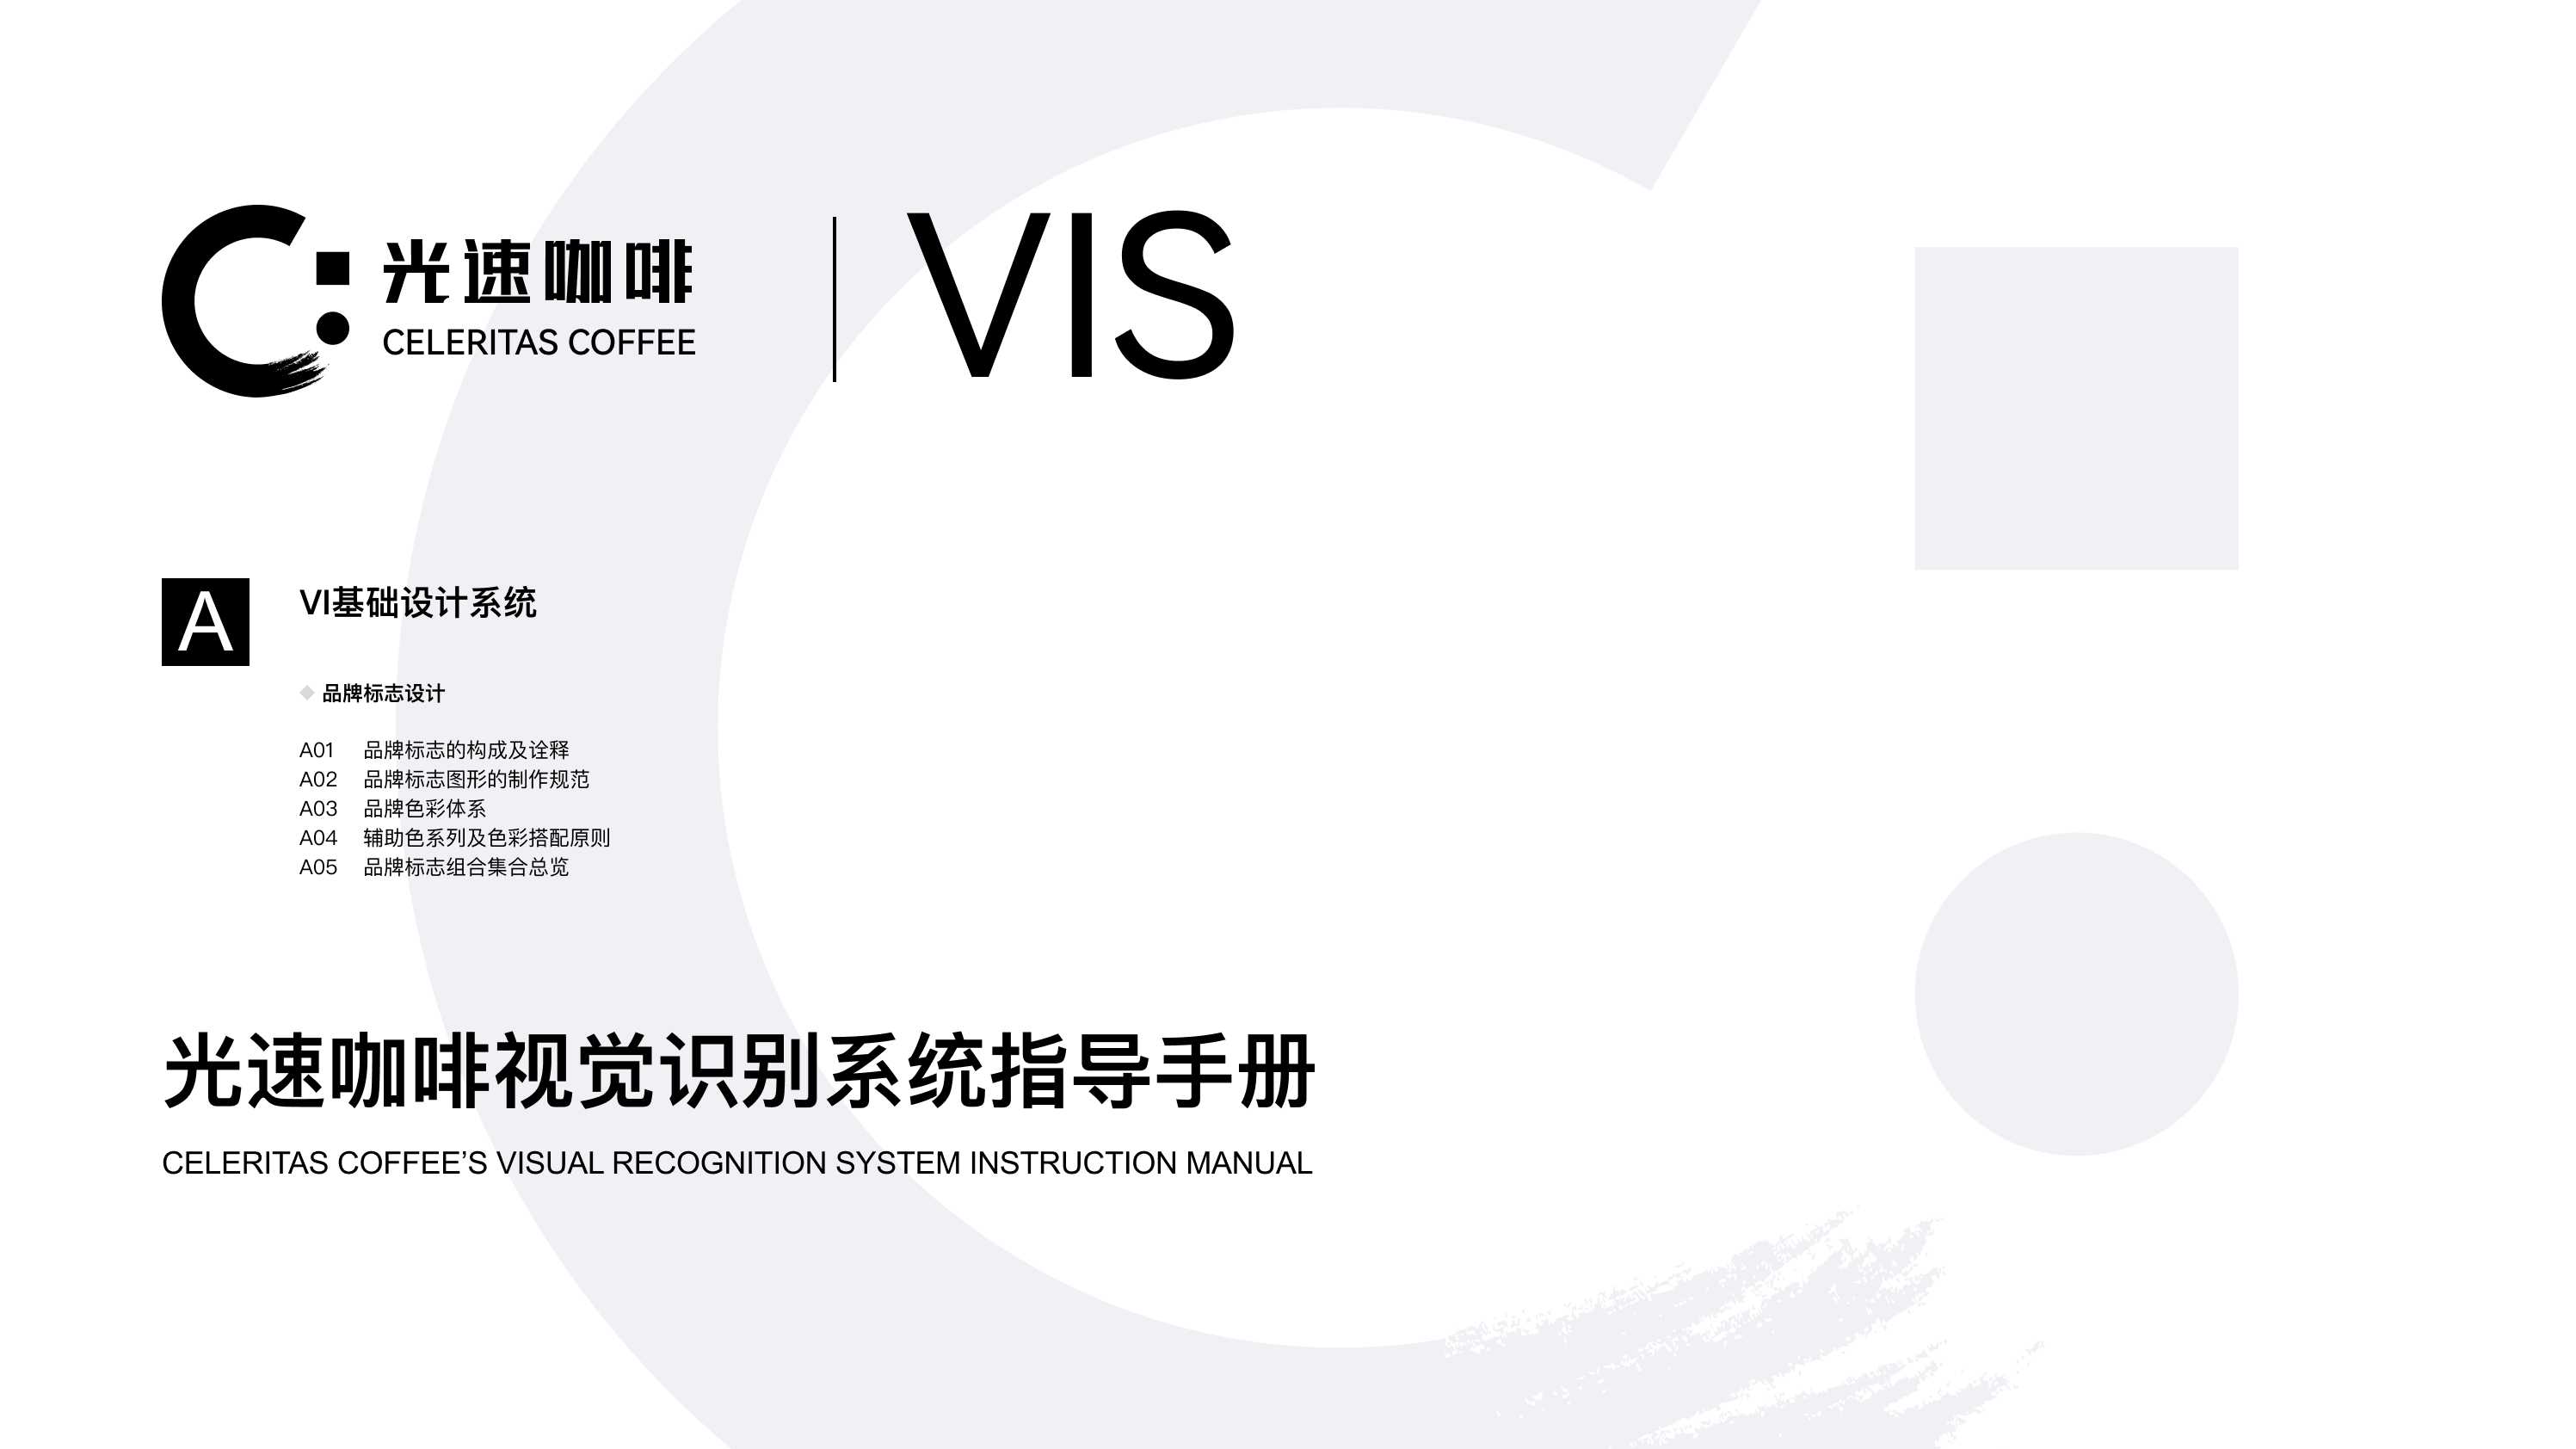 光速咖啡
CELERITAS COFFEE
VIS
A
VI基础设计系统
品牌标志设计
A01 品牌标志的构成及诠释
A02 品牌标志图形的制作规范
A03 品牌色彩体系
A04 辅助色系列及色彩搭配原则
A05 品牌标志组合集合总览
光速咖啡视觉识别系统指导手册
CELERITAS COFFEE’S VISUAL RECOGNITION SYSTEM INSTRUCTION MANUAL